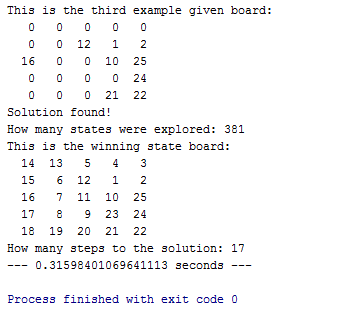 This is the third example given board:
0 0 0 0 0
0 0 12 1 2
16 0 0 10 25
0 0 0 0 24
0 0 0 21 22
Solution found!
How many states were explored: 381
This is the winning state board:
14 13 5 4 3
15 6 12 1 2
16 7 11 10 25
17 8 9 23 24
18 19 20 21 22
How many steps to the solution: 17
--- 0.31598401069641113 seconds ---
Process finished with exit code 0